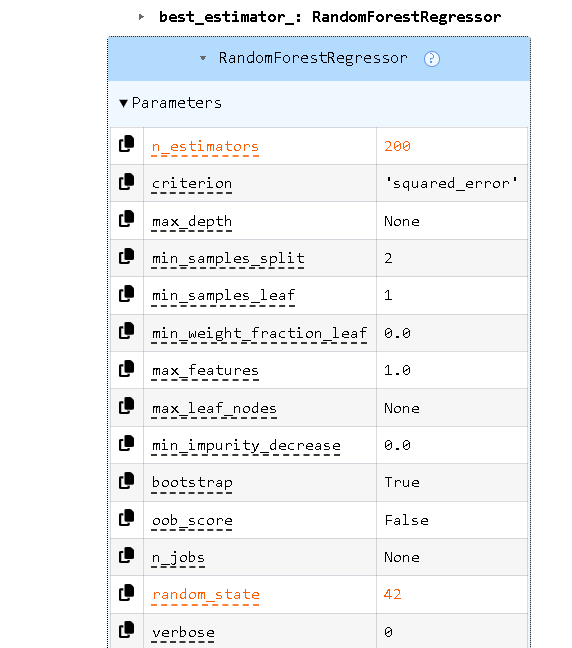 best_estimator_: RandomForestRegressor
RandomForestRegressor ?
Parameters
n_estimators 200
criterion 'squared_error'
max_depth None
min_samples_split 2
min_samples_leaf 1
min_weight_fraction_leaf 0.0
max_features 1.0
max_leaf_nodes None
min_impurity_decrease 0.0
bootstrap True
oob_score False
n_jobs None
random_state 42
verbose 0